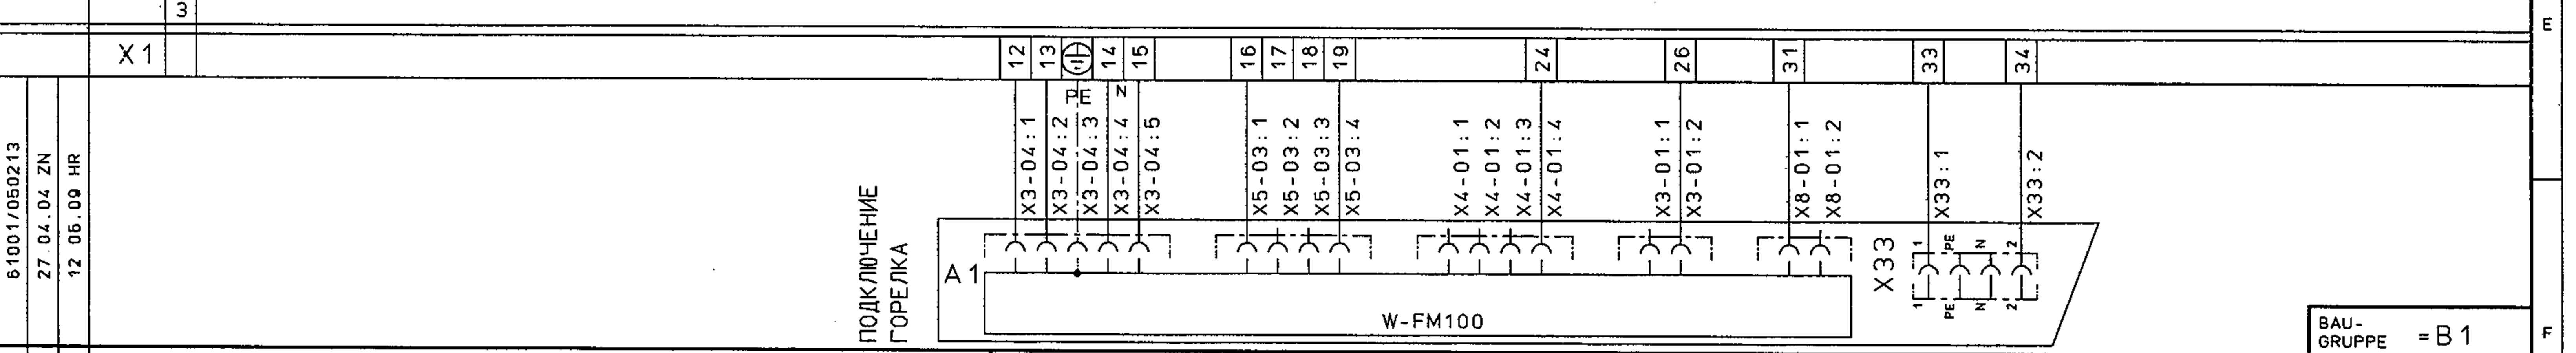 3
E
X1
12
13
14
15
16
17
18
19
24
26
31
33
34
PE
N
X3-04:1
X3-04:2
X3-04:3
X3-04:4
X3-04:5
X5-03:1
X5-03:2
X5-03:3
X5-03:4
X4-01:1
X4-01:2
X4-01:3
X4-01:4
X3-01:1
X3-01:2
X8-01:1
X8-01:2
X33:1
X33:2
61001/050213
27.04.04 ZN
12 05.09 HR
ПОДКЛЮЧЕНИЕ
ГОРЕЛКА
A1
W-FM100
X33
1
PE
N
2
1
PE
N
2
BAU-
GRUPPE =B1
F